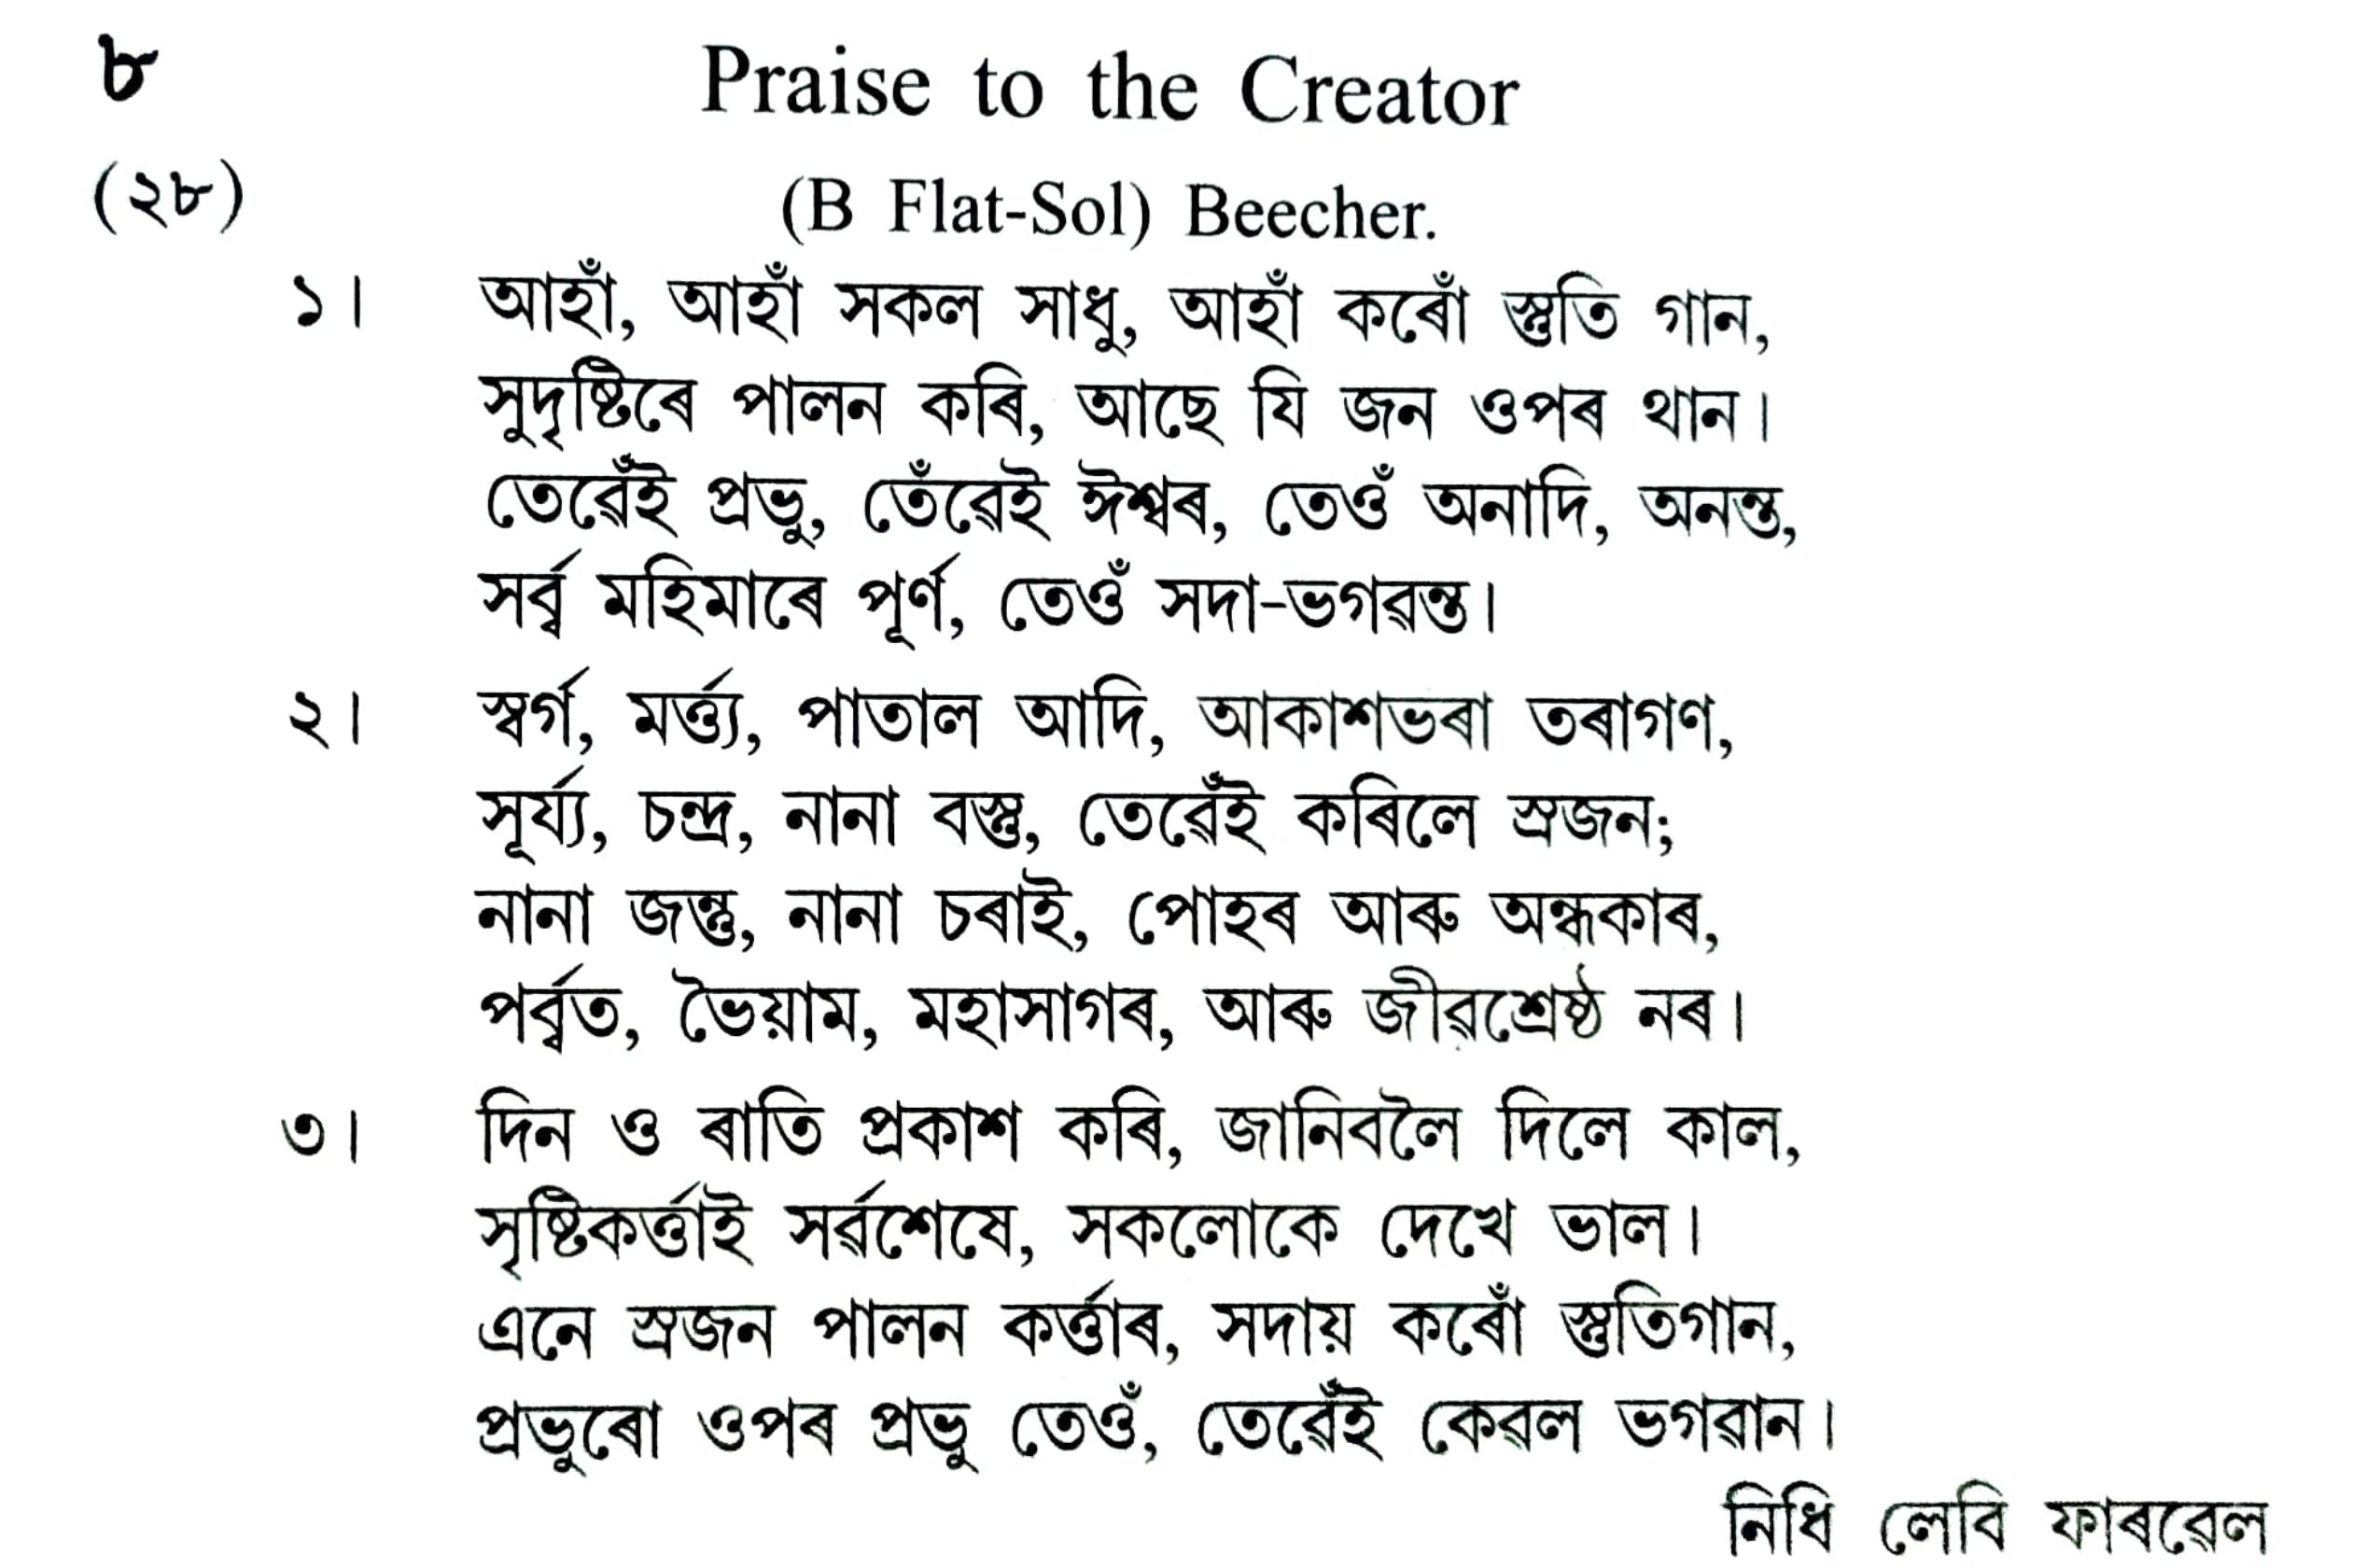 ৮ Praise to the Creator
(২৮) (B Flat-Sol) Beecher.
১। আহাঁ, আহাঁ সকল সাধু, আহাঁ কৰোঁ স্তুতি গান,
সুদৃষ্টিৰে পালন কৰি, আছে যি জন ওপৰ থান।
তেৱেঁই প্ৰভু, তেঁৱেই ঈশ্বৰ, তেওঁ অনাদি, অনন্ত,
সৰ্ব্ব মহিমাৰে পূৰ্ণ, তেওঁ সদা-ভগৱন্ত।
২। স্বৰ্গ, মৰ্ত্ত্য, পাতাল আদি, আকাশভৰা তৰাগণ,
সূৰ্য্য, চন্দ্ৰ, নানা বস্তু, তেৱেঁই কৰিলে স্ৰজন;
নানা জন্তু, নানা চৰাই, পোহৰ আৰু অন্ধকাৰ,
পৰ্ব্বত, ভৈয়াম, মহাসাগৰ, আৰু জীৱশ্ৰেষ্ঠ নৰ।
৩। দিন ও ৰাতি প্ৰকাশ কৰি, জানিবলৈ দিলে কাল,
সৃষ্টিকৰ্ত্তাই সৰ্ৱশেষে, সকলোকে দেখে ভাল।
এনে স্ৰজন পালন কৰ্ত্তাৰ, সদায় কৰোঁ স্তুতিগান,
প্ৰভুৰো ওপৰ প্ৰভু তেওঁ, তেৱেঁই কেৱল ভগৱান।
নিধি লেবি ফাৰৱেল